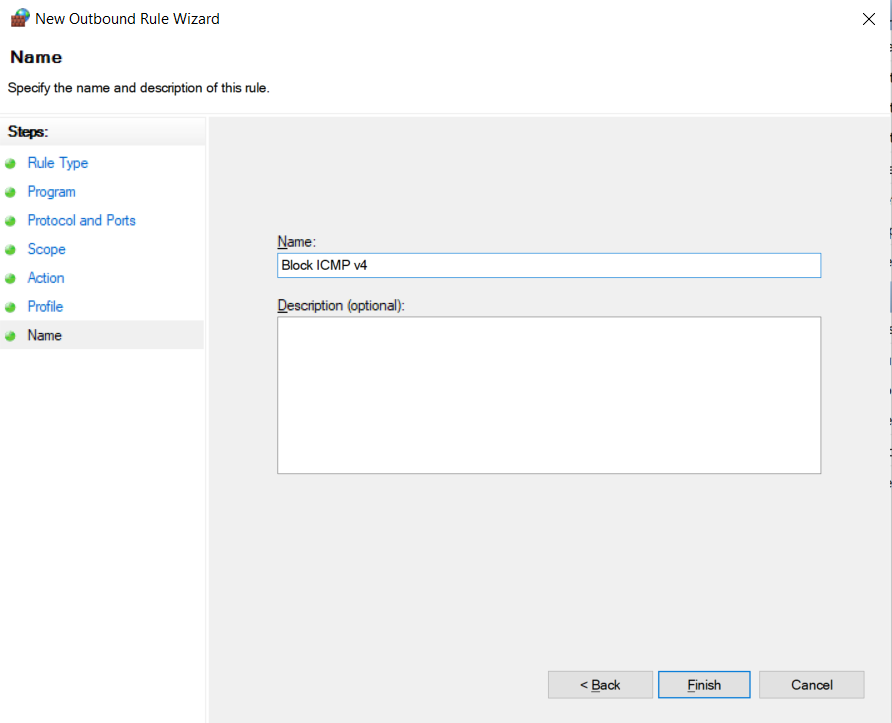 New Outbound Rule Wizard
Name
Specify the name and description of this rule.
Steps:
Rule Type
Program
Protocol and Ports
Scope
Action
Profile
Name
Name:
Block ICMP v4
Description (optional):
< Back
Finish
Cancel